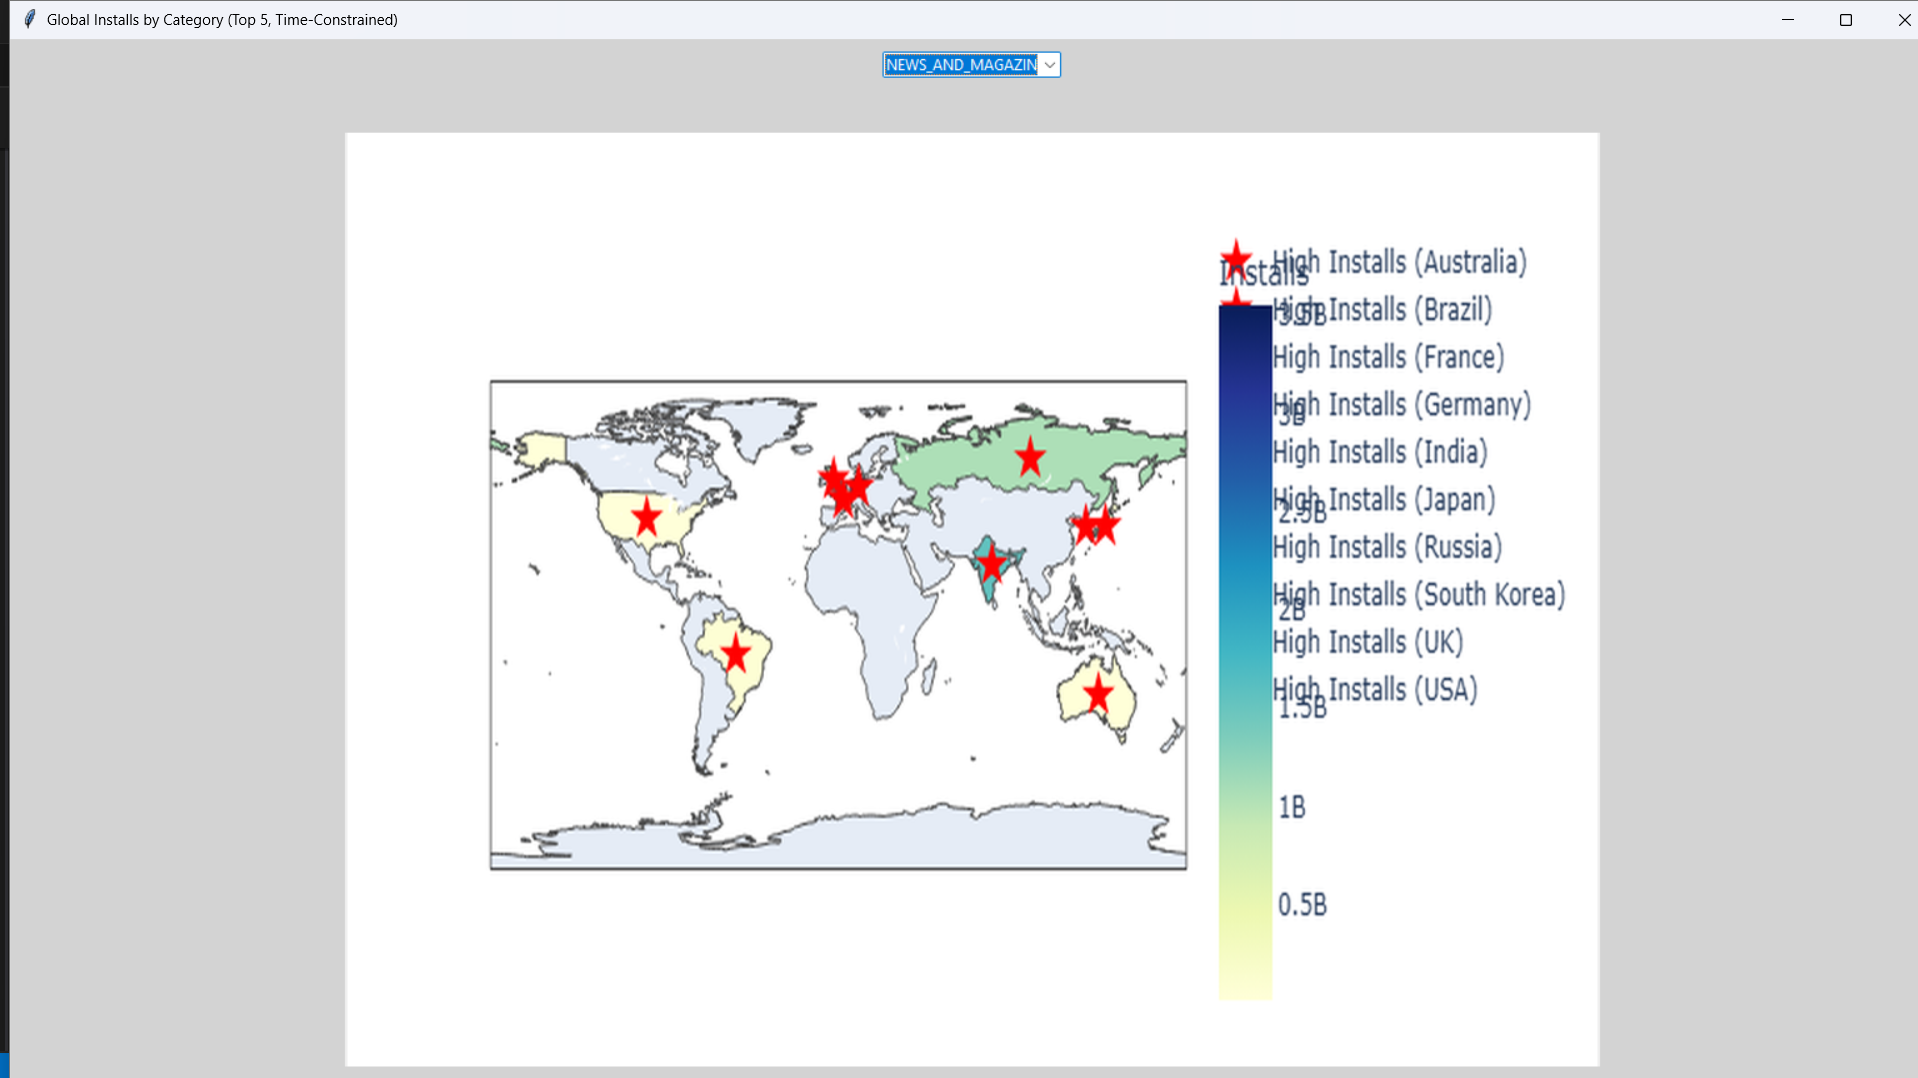 Global Installs by Category (Top 5, Time-Constrained)
NEWS_AND_MAGAZIN
High Installs (Australia)
Installs
High Installs (Brazil)
3.5B
High Installs (France)
High Installs (Germany)
3B
High Installs (India)
High Installs (Japan)
2.5B
High Installs (Russia)
High Installs (South Korea)
2B
High Installs (UK)
High Installs (USA)
1.5B
1B
0.5B